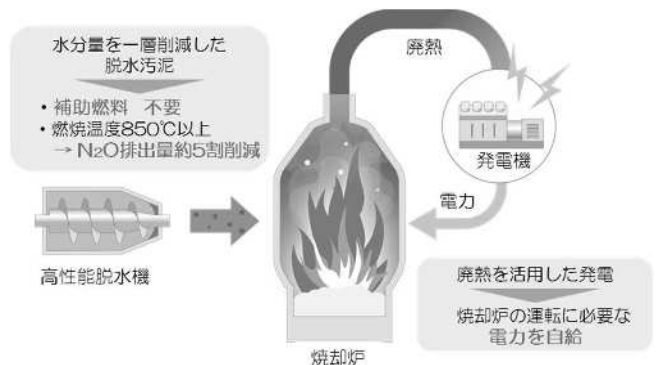 水分量を一層削減した
脱水汚泥
・補助燃料 不要
・燃焼温度850℃以上
→N₂O排出量約5割削減
高性能脱水機
廃熱
発電機
電力
焼却炉
廃熱を活用した発電
焼却炉の運転に必要な
電力を自給